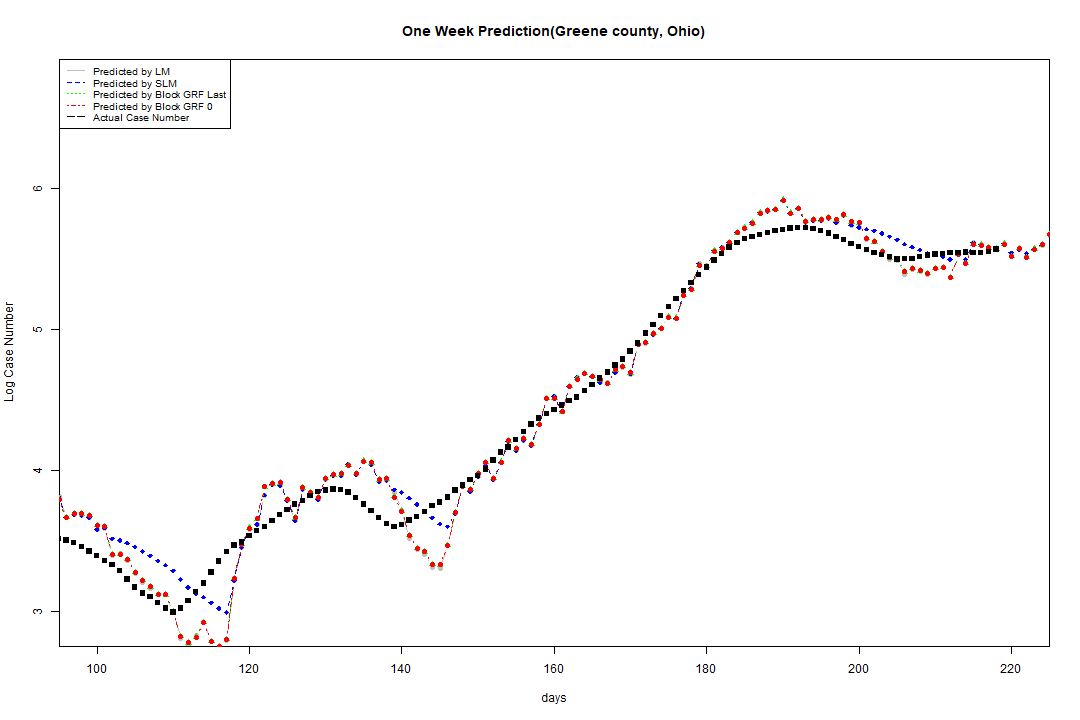 One Week Prediction(Greene county, Ohio)
Predicted by LM
Predicted by SLM
Predicted by Block GRF Last
Predicted by Block GRF 0
Actual Case Number
6
5
4
3
Log Case Number
100 120 140 160 180 200 220
days